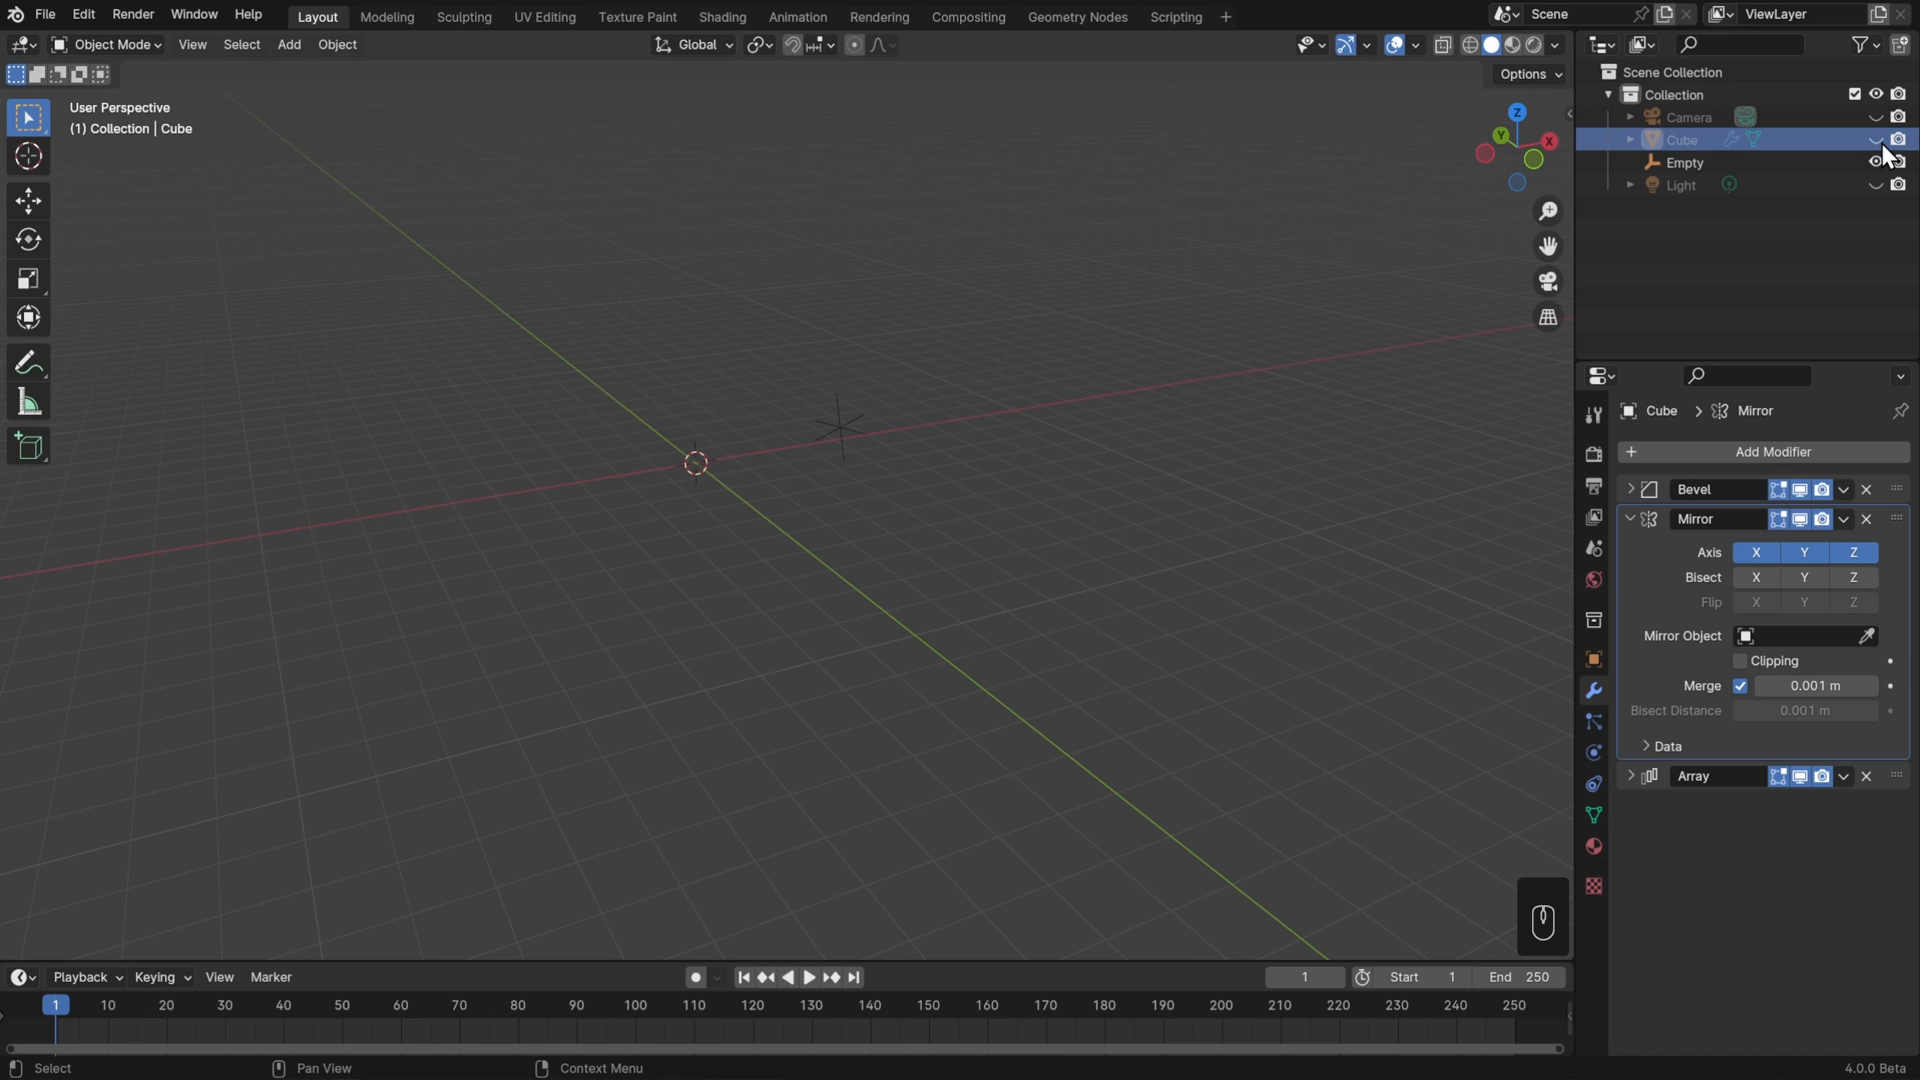 File Edit Render Window Help Layout Modeling Sculpting UV Editing Texture Paint Shading Animation Rendering Compositing Geometry Nodes Scripting + Scene ViewLayer
Object Mode View Select Add Object Global
Options
User Perspective
(1) Collection | Cube
Z
Y
X
Scene Collection
Collection
Camera
Cube
Empty
Light
Cube > Mirror
+ Add Modifier
Bevel
Mirror
Axis X Y Z
Bisect X Y Z
Flip X Y Z
Mirror Object
Clipping
Merge 0.001 m
Bisect Distance 0.001 m
Data
Array
Playback Keying View Marker 1 Start 1 End 250
1 10 20 30 40 50 60 70 80 90 100 110 120 130 140 150 160 170 180 190 200 210 220 230 240 250
Select Pan View Context Menu 4.0.0 Beta